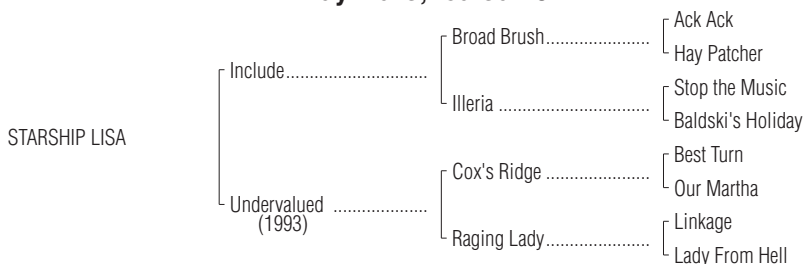 Ack Ack
Broad Brush......................
Hay Patcher
Include..............................
Stop the Music
Illeria ................................
Baldski's Holiday
STARSHIP LISA
Best Turn
Cox's Ridge ......................
Our Martha
Undervalued ....................
(1993)
Linkage
Raging Lady......................
Lady From Hell